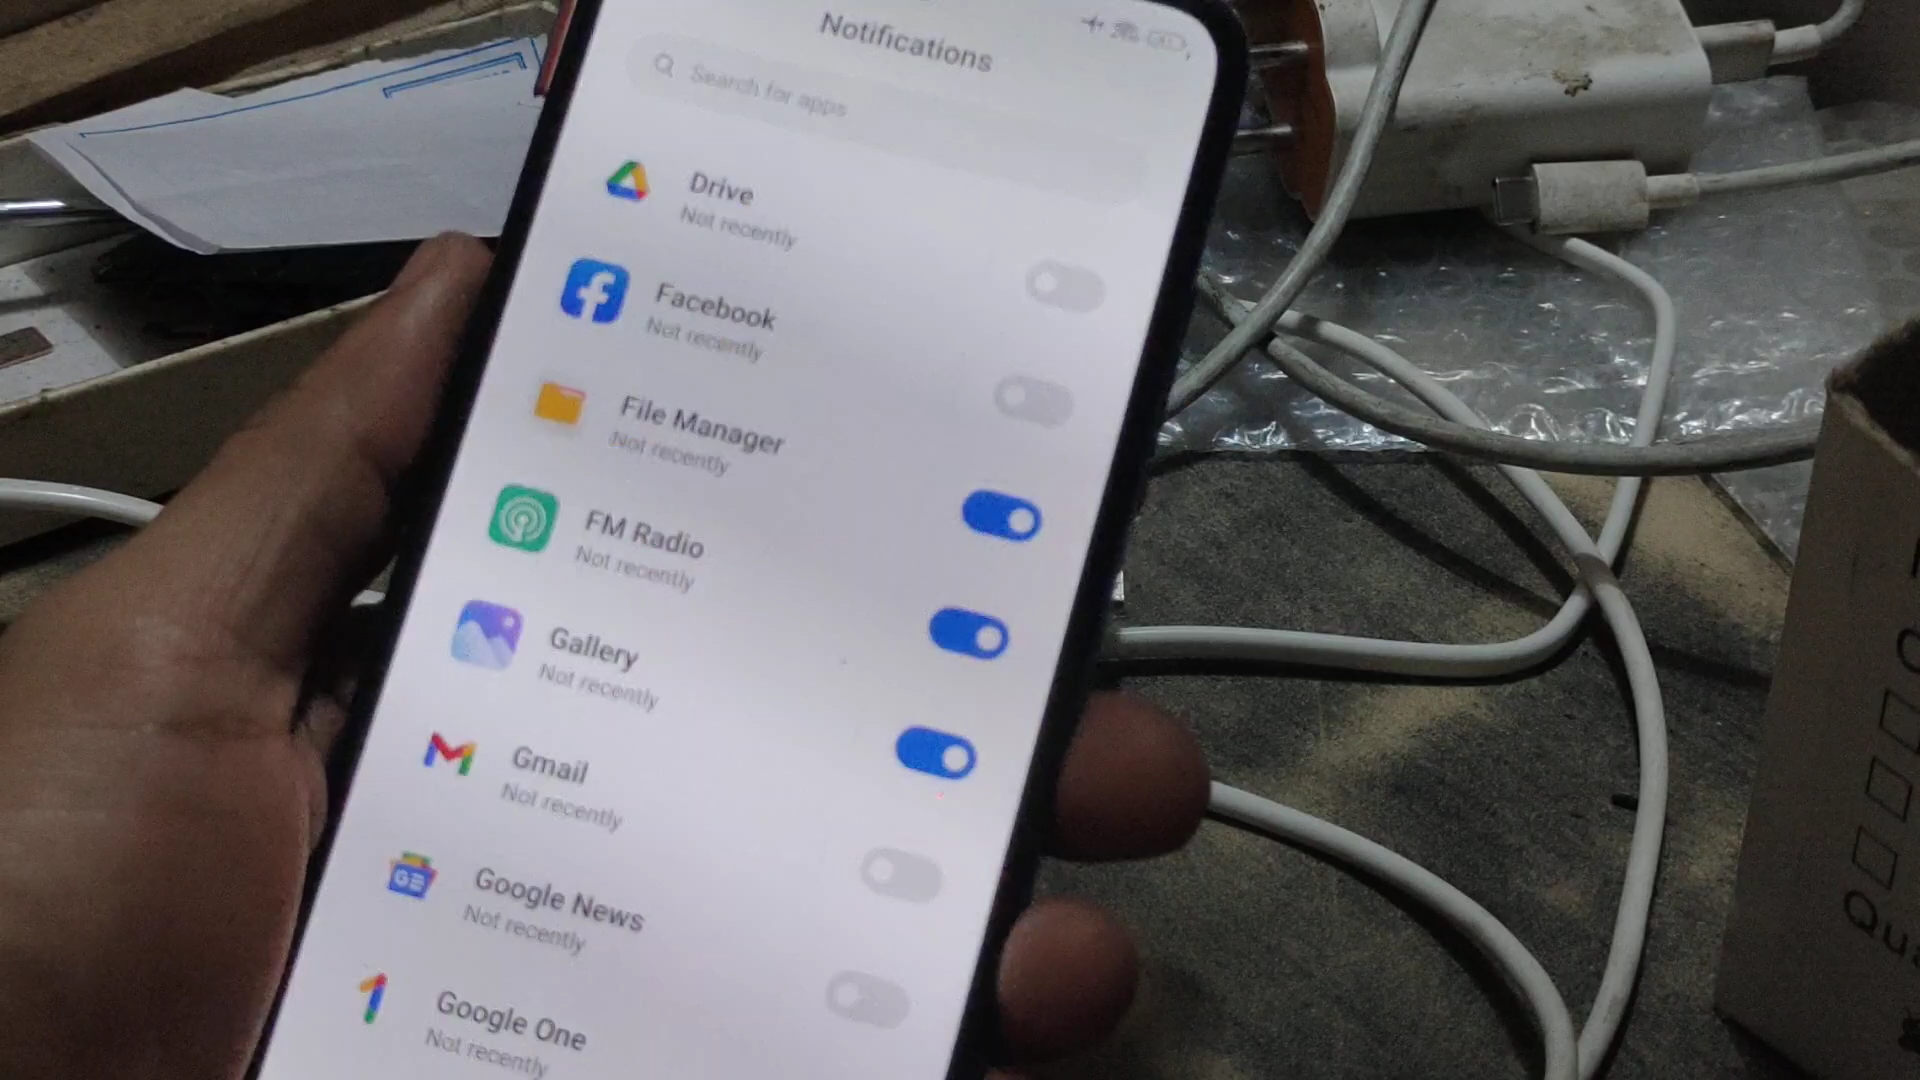 Notifications
Search for apps
Drive
Not recently
Facebook
Not recently
File Manager
Not recently
FM Radio
Not recently
Gallery
Not recently
Gmail
Not recently
Google News
Not recently
Google One
Not recently